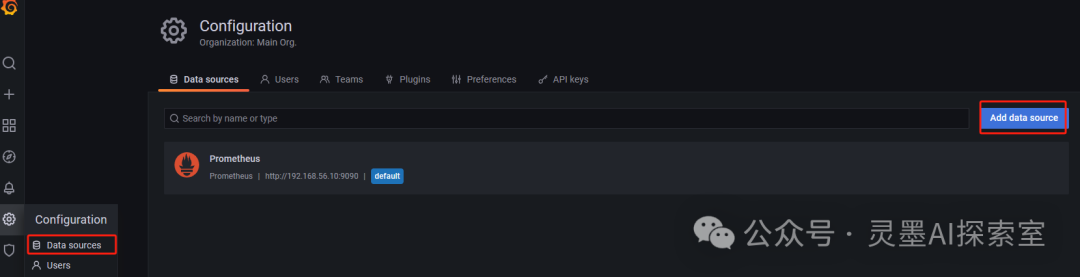 Configuration
Organization: Main Org.
Data sources
Users
Teams
Plugins
Preferences
API keys
Search by name or type
Add data source
Prometheus
Prometheus | http://192.168.56.10:9090 | default
Configuration
Data sources
Users
公众号 · 灵墨AI探索室